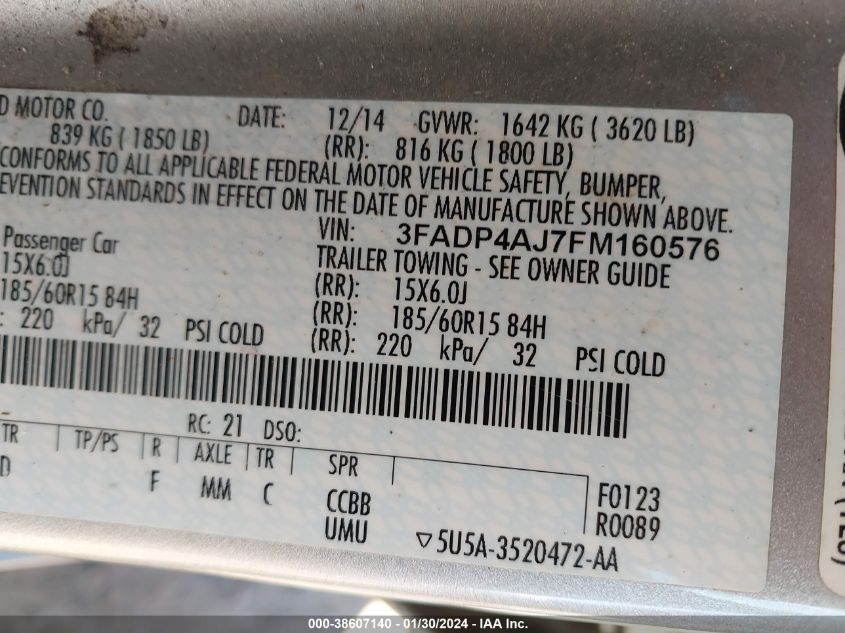 D MOTOR CO. DATE: 12/14 GVWR: 1642 KG ( 3620 LB)
839 KG ( 1850 LB) (RR): 816 KG ( 1800 LB)
CONFORMS TO ALL APPLICABLE FEDERAL MOTOR VEHICLE SAFETY, BUMPER,
EVENTION STANDARDS IN EFFECT ON THE DATE OF MANUFACTURE SHOWN ABOVE.
VIN: 3FADP4AJ7FM160576
Passenger Car TRAILER TOWING - SEE OWNER GUIDE
15X6.0J (RR): 15X6.0J
185/60R15 84H (RR): 185/60R15 84H
: 220 kPa/ 32 PSI COLD (RR): 220 kPa/ 32 PSI COLD
RC: 21 DSO:
TR TP/PS R AXLE TR SPR
D F MM C CCBB F0123
UMU R0089
▽5U5A-3520472-AA
000-38607140 - 01/30/2024 - IAA Inc.